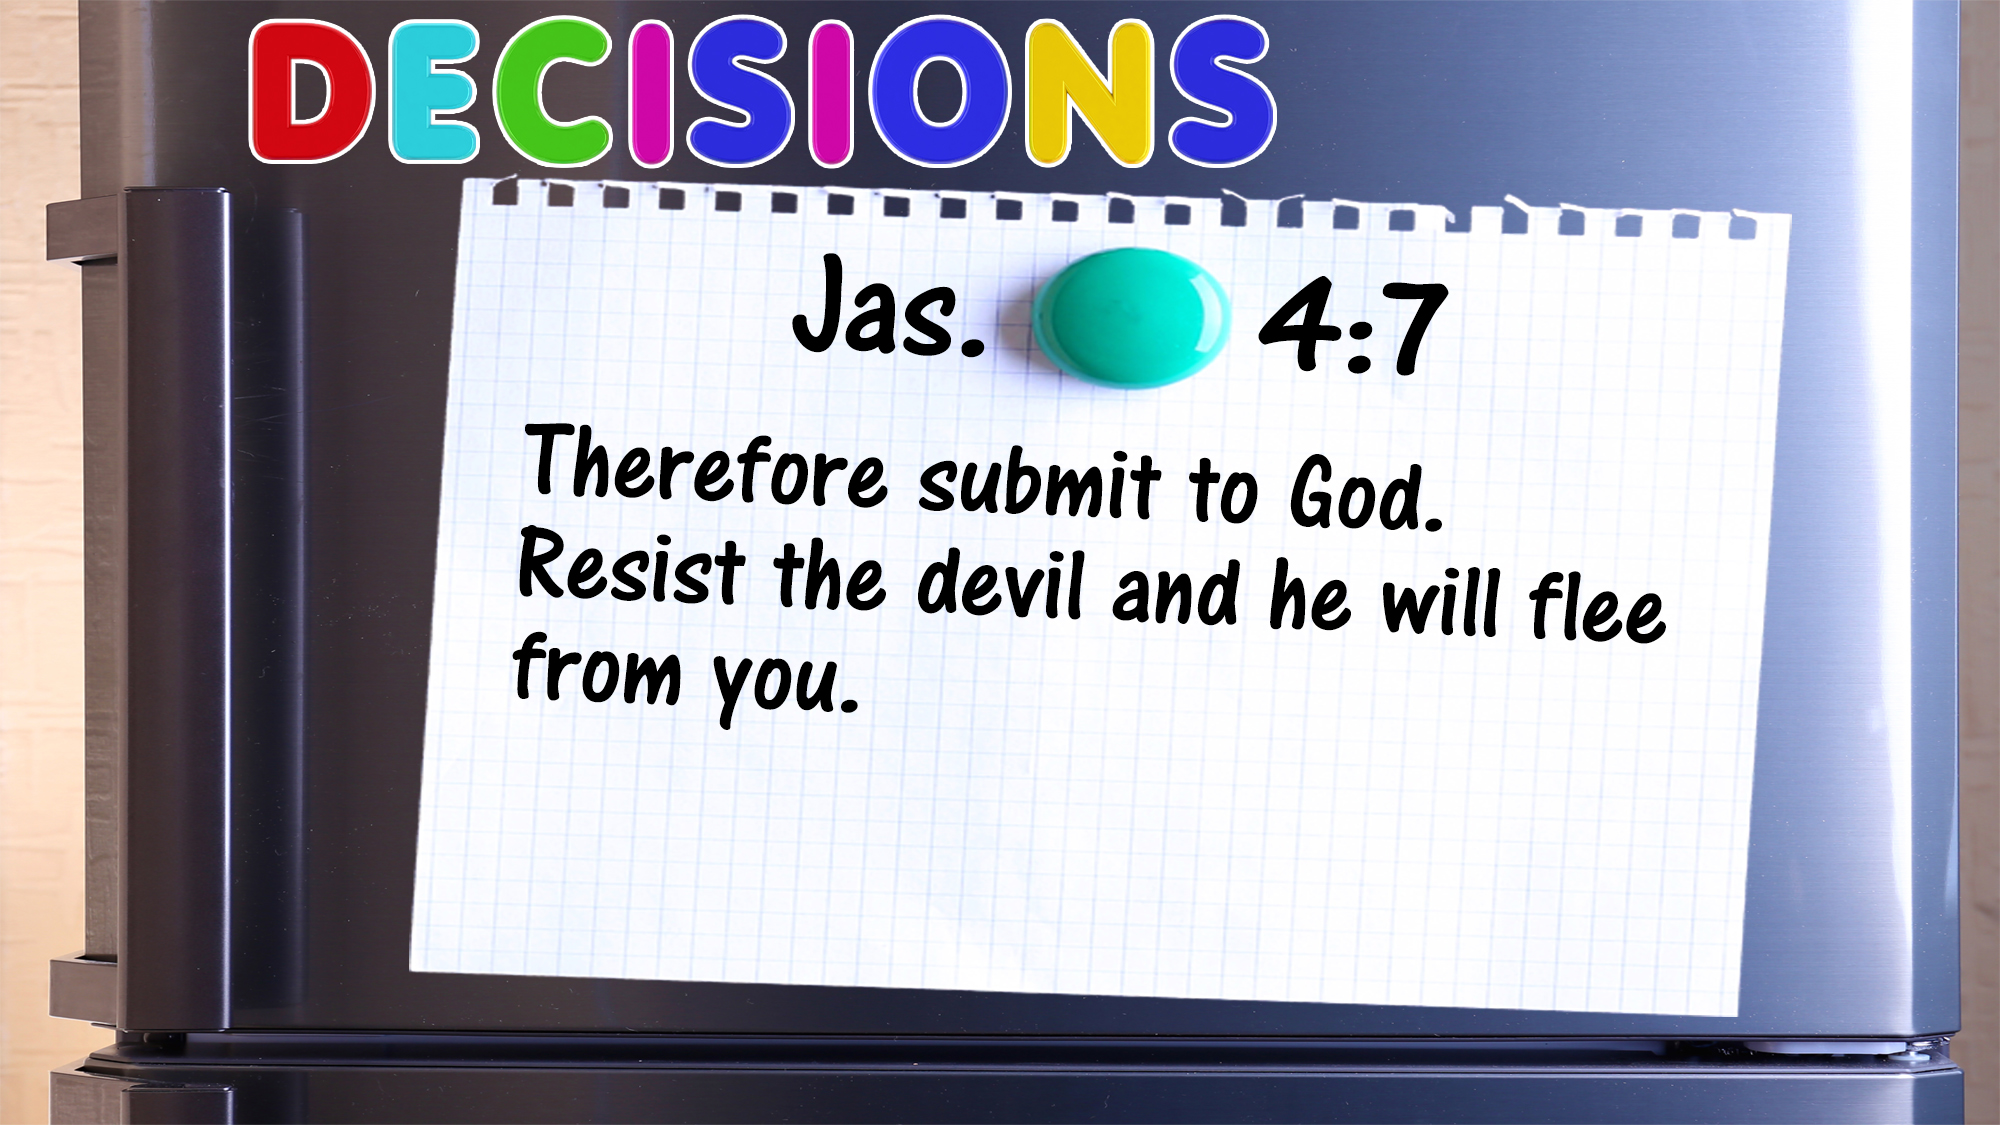 DECISIONS
Jas. 4:7
Therefore submit to God.
Resist the devil and he will flee
from you.